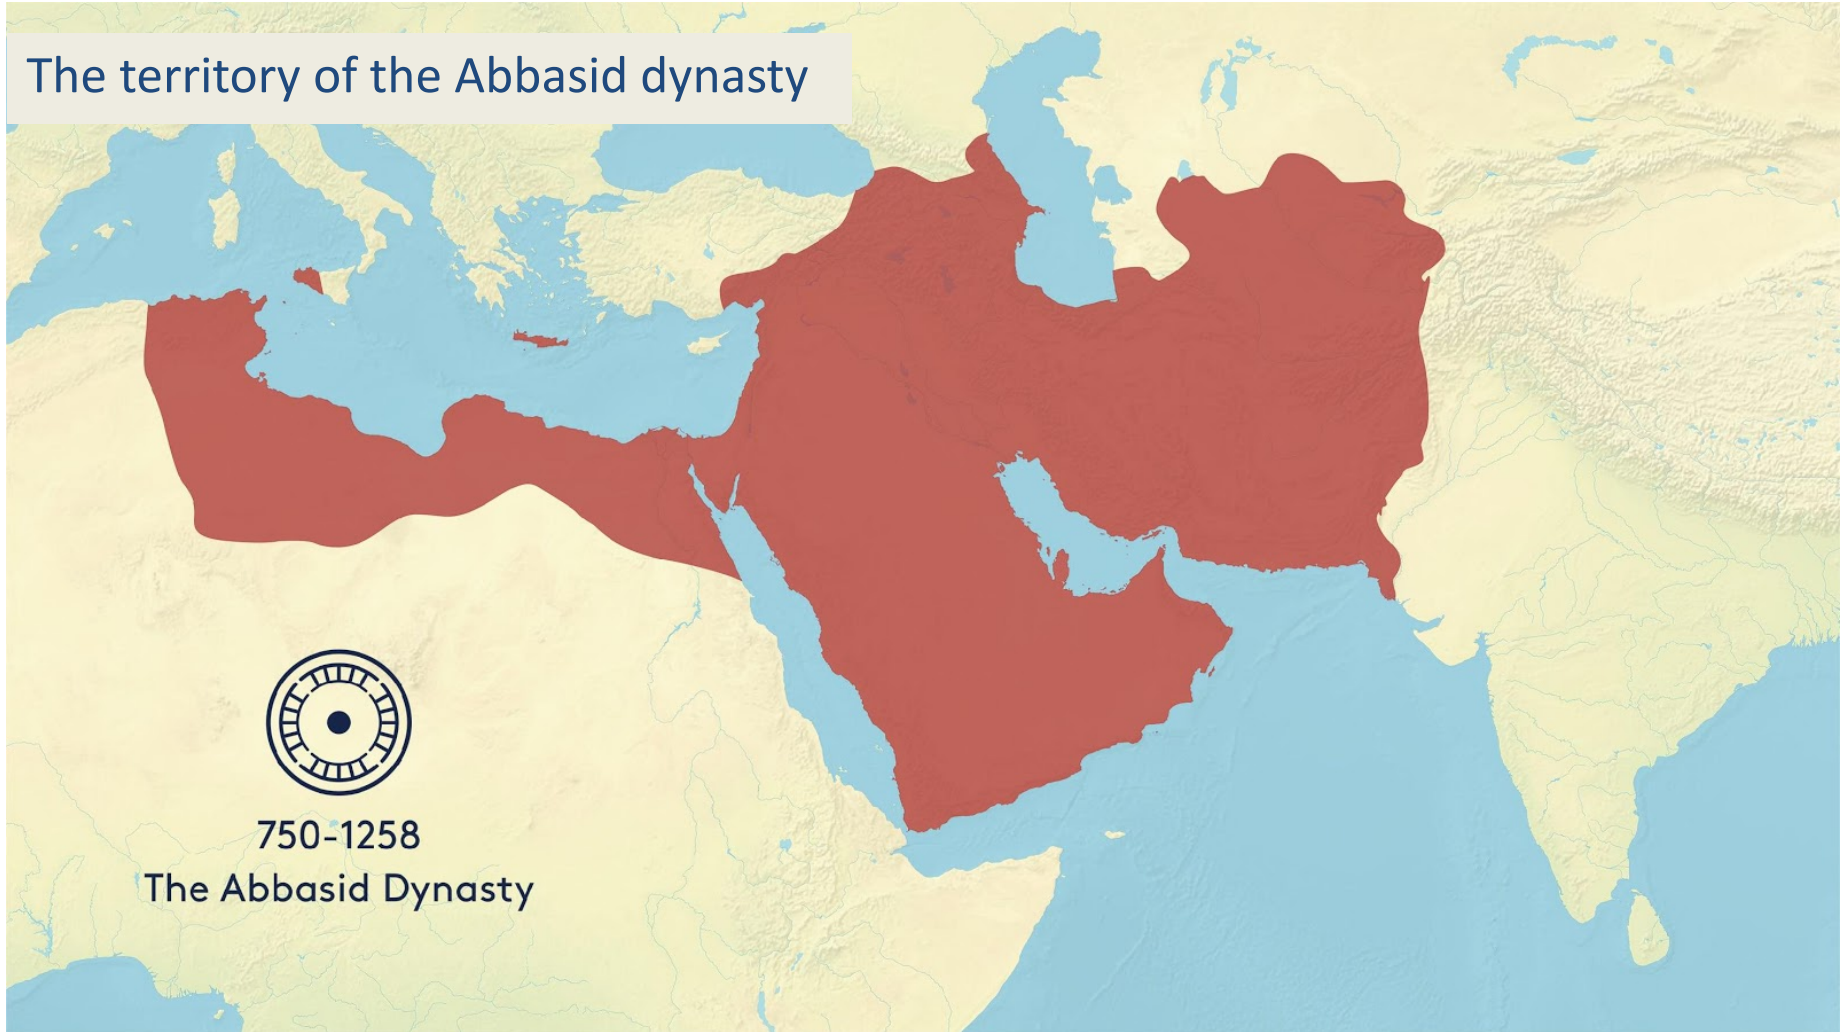 The territory of the Abbasid dynasty
750-1258
The Abbasid Dynasty